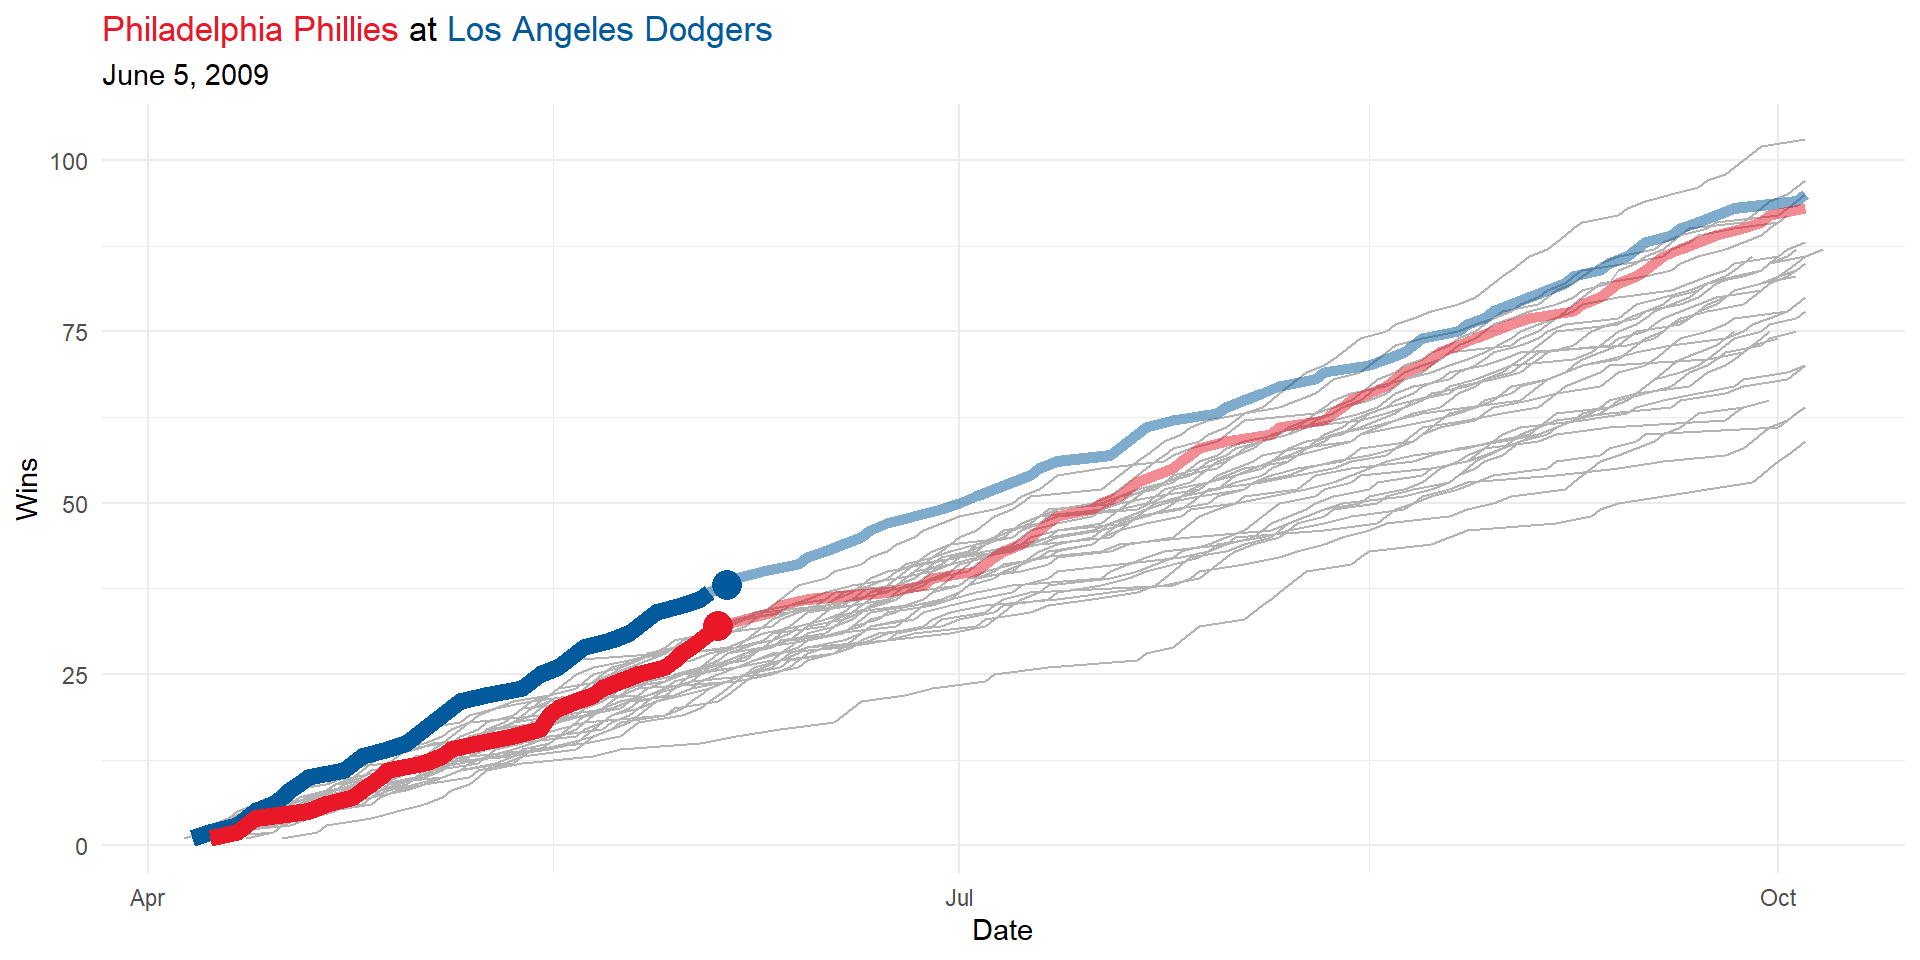 Philadelphia Phillies at Los Angeles Dodgers
June 5, 2009
100
75
50
25
0
Wins
Apr
Jul
Oct
Date